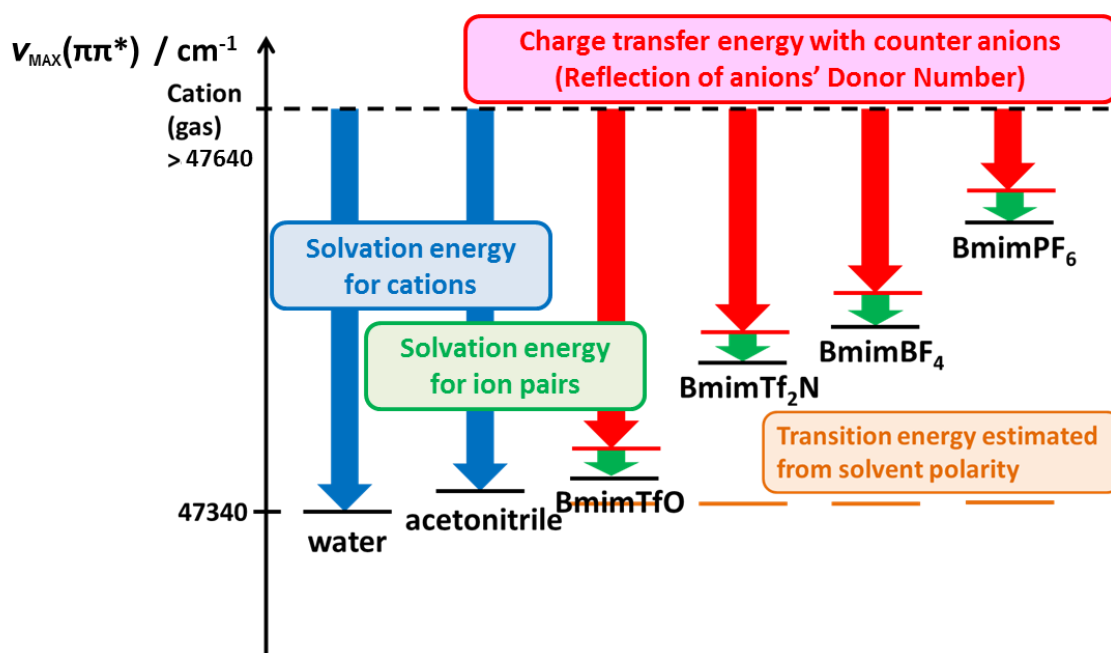 ν MAX(ππ*) / cm-1
Charge transfer energy with counter anions
(Reflection of anions' Donor Number)
Cation
(gas)
> 47640
Solvation energy
for cations
BmimPF6
Solvation energy
for ion pairs
BmimBF4
BmimTf2N
Transition energy estimated
from solvent polarity
BmimTfO
acetonitrile
47340
water